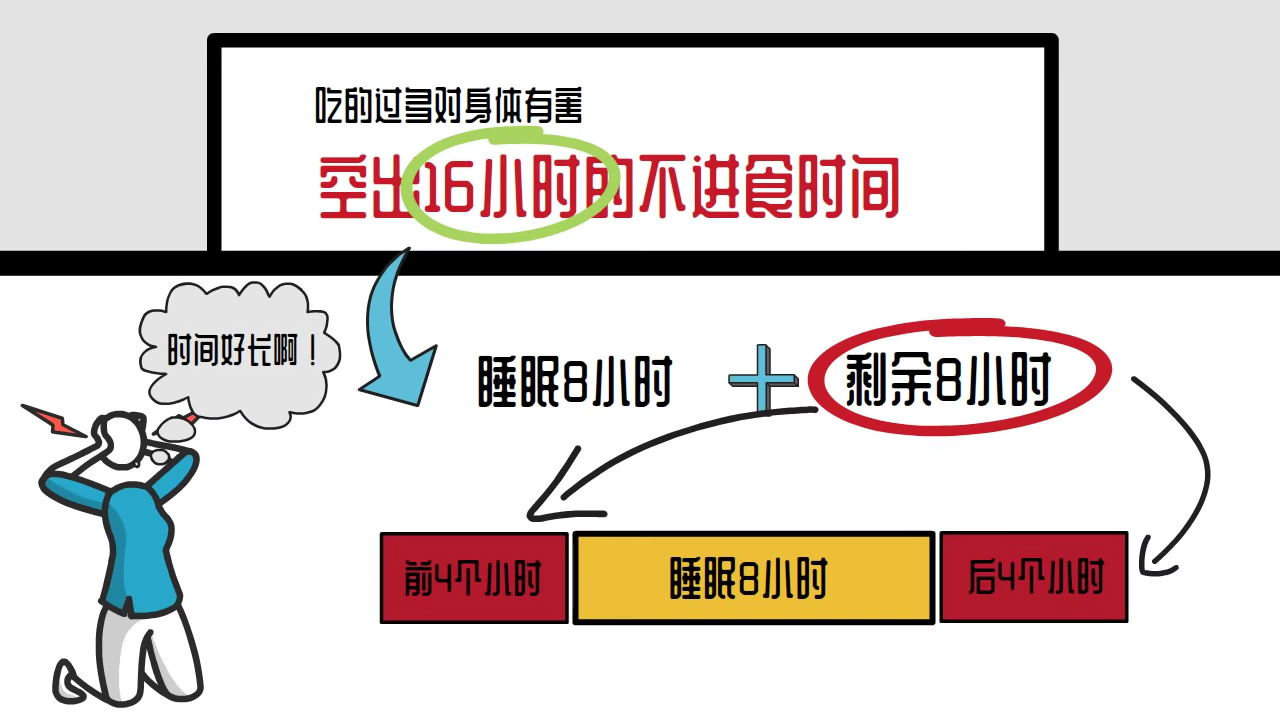 吃的过多对身体有害
空出16小时的不进食时间
时间好长啊！
睡眠8小时
剩余8小时
前4个小时
睡眠8小时
后4个小时